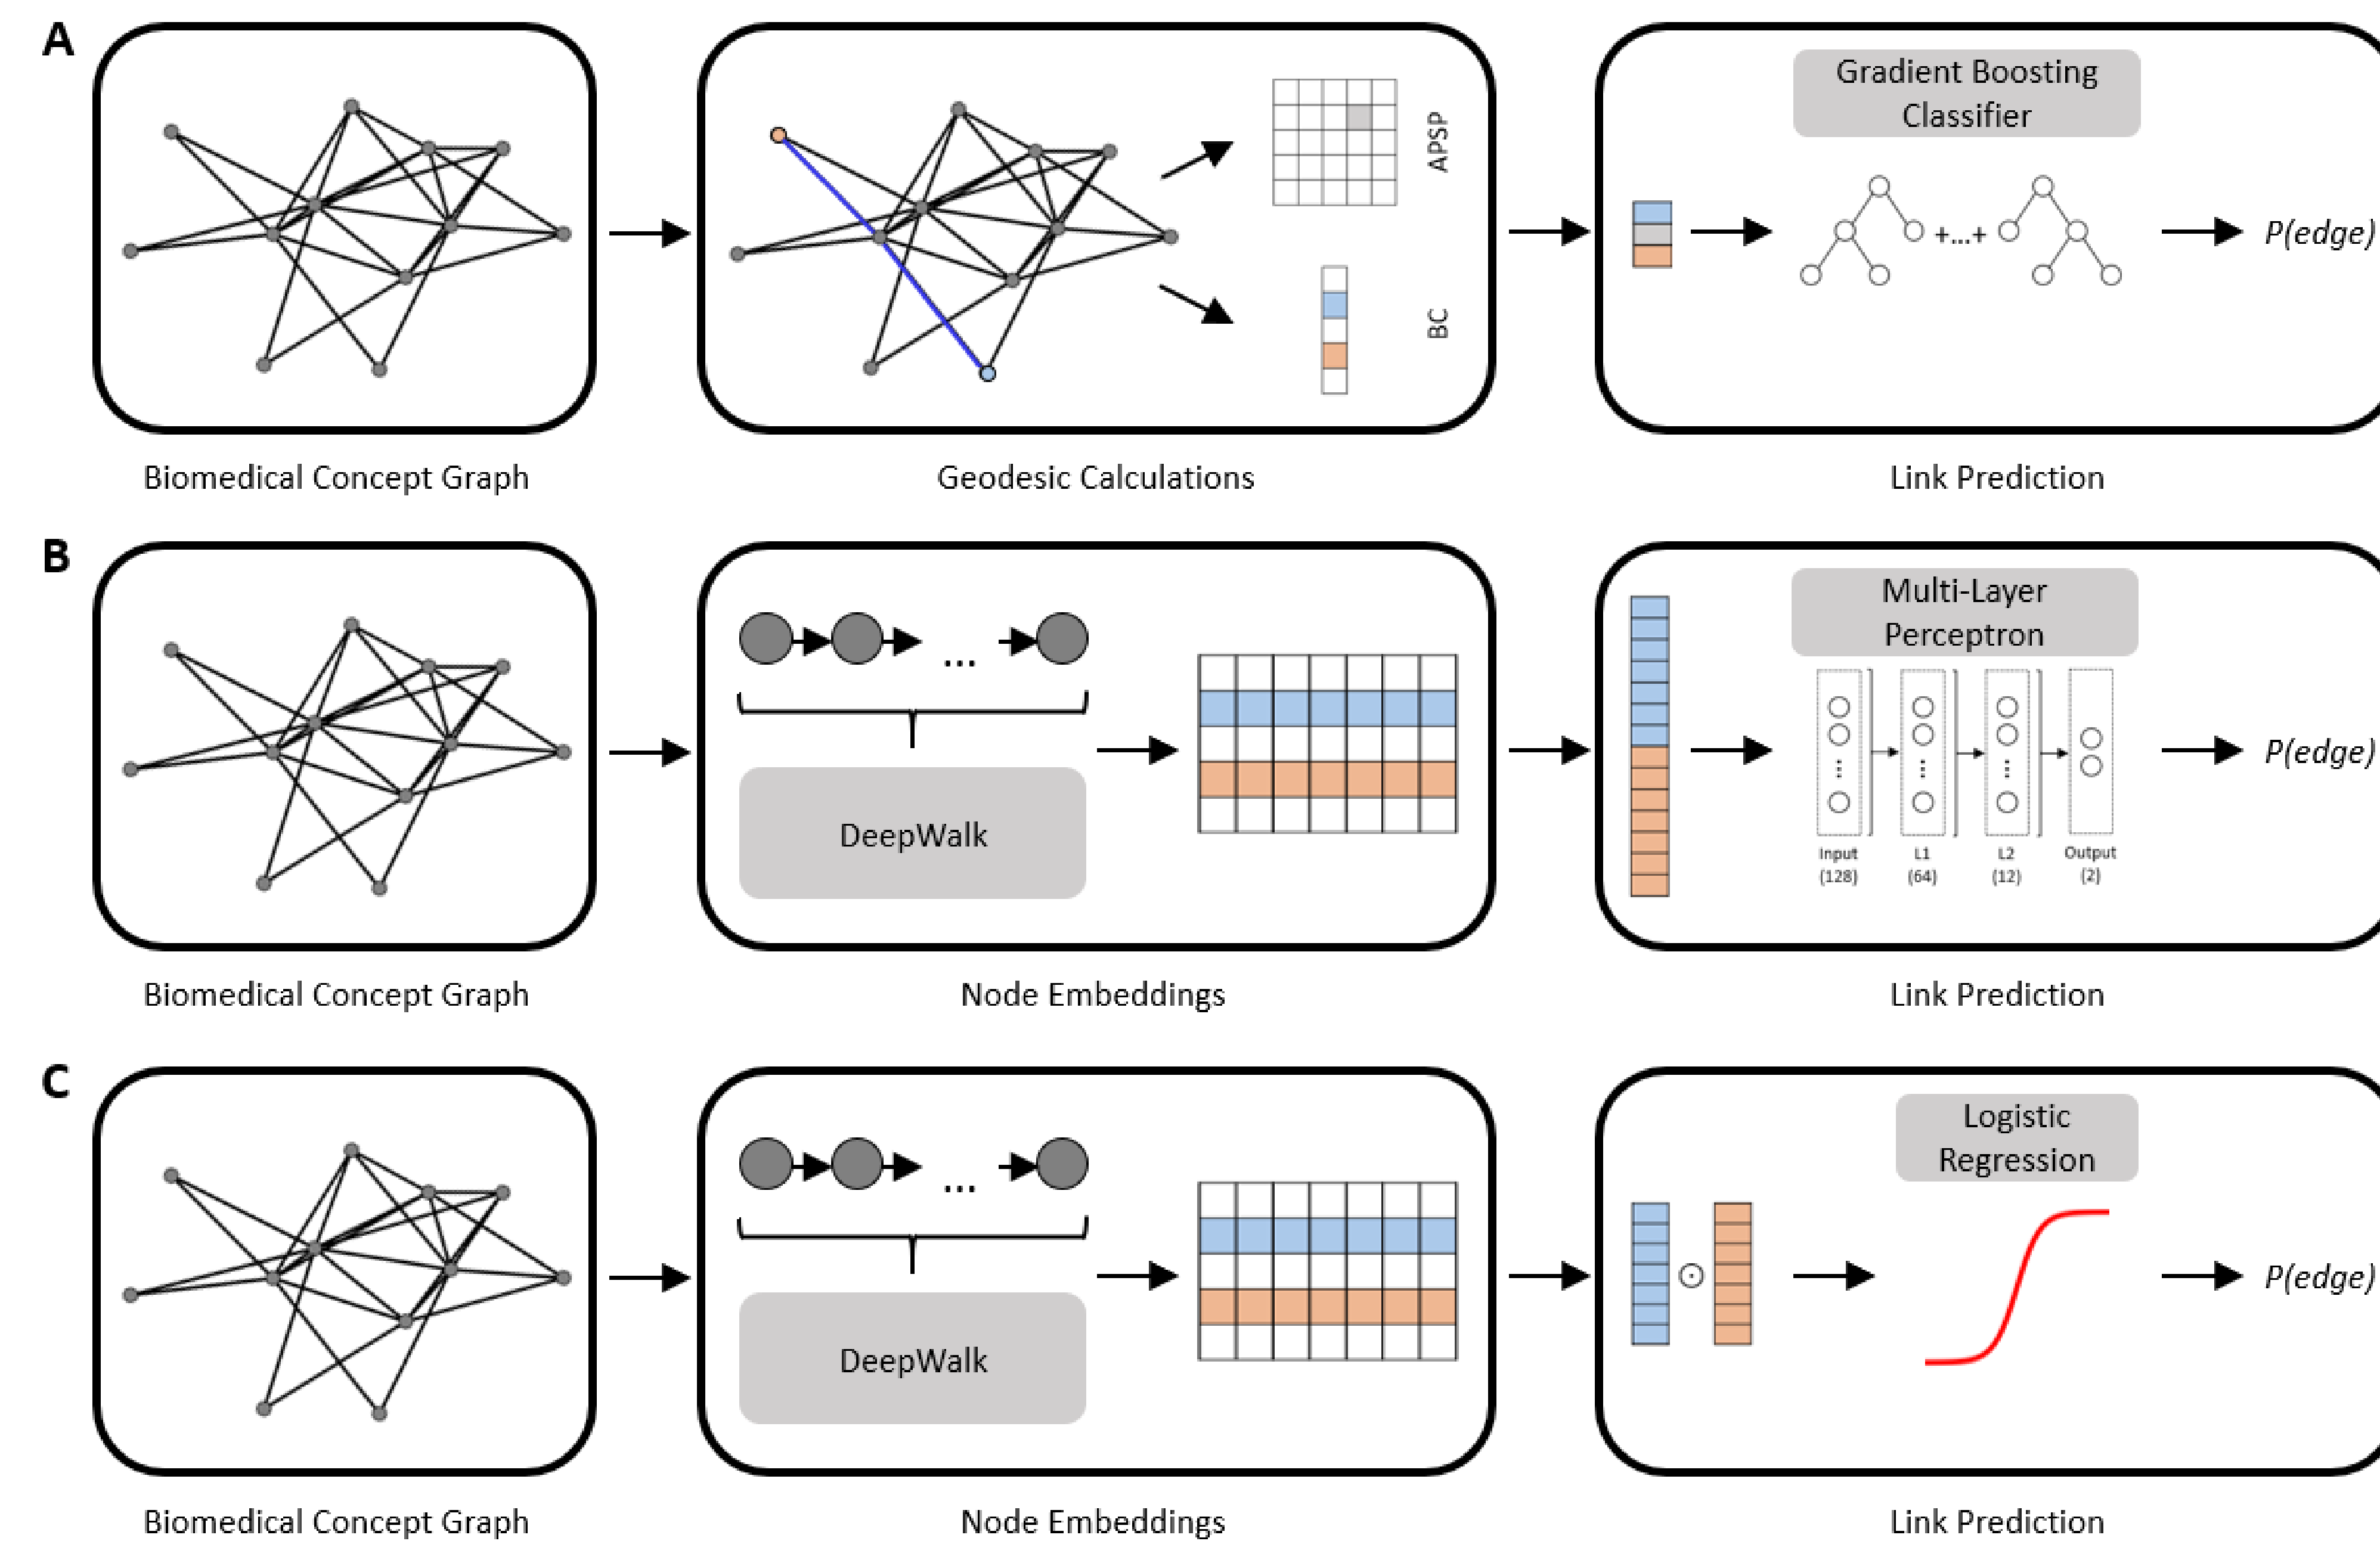 A
Gradient Boosting
Classifier
APSP
BC
+...+
P(edge)
Biomedical Concept Graph
Geodesic Calculations
Link Prediction
B
...
DeepWalk
Multi-Layer
Perceptron
Input
(128)
L1
(64)
L2
(12)
Output
(2)
P(edge)
Biomedical Concept Graph
Node Embeddings
Link Prediction
C
...
DeepWalk
Logistic
Regression
P(edge)
Biomedical Concept Graph
Node Embeddings
Link Prediction